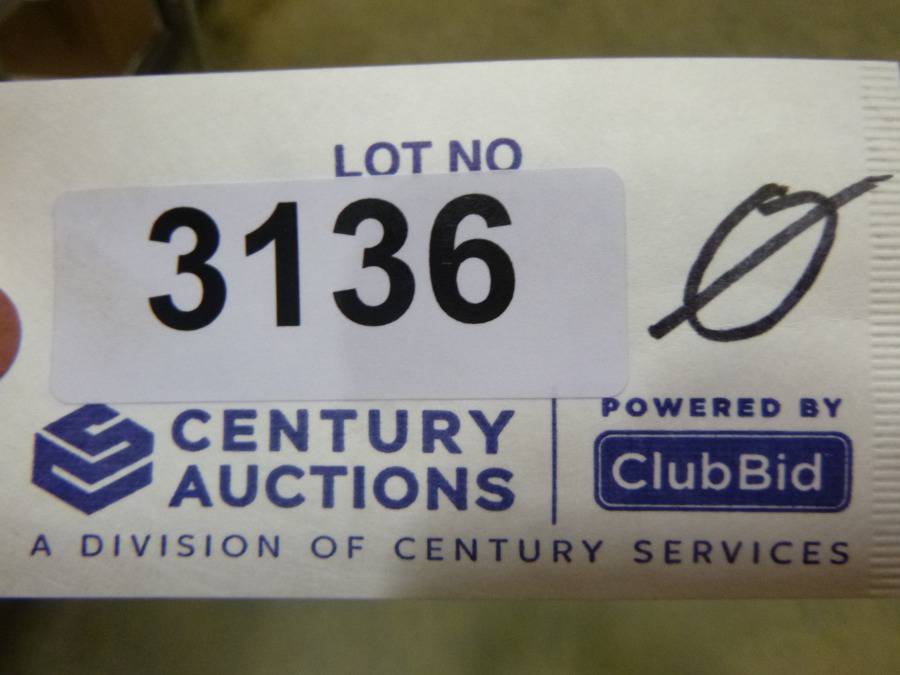 LOT NO
3136 Ø
CENTURY
AUCTIONS
POWERED BY
ClubBid
A DIVISION OF CENTURY SERVICES